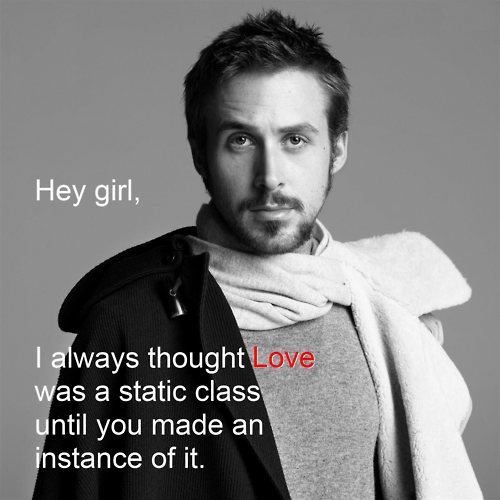 Hey girl,
I always thought Love
was a static class
until you made an
instance of it.